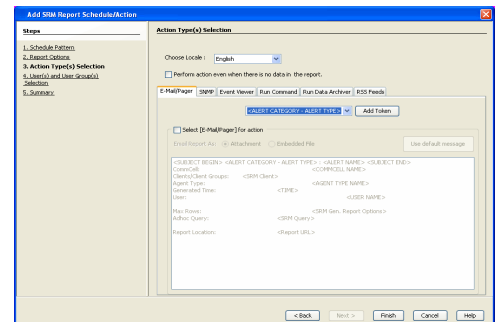 Add SRM Report Schedule/Action
Steps
1. Schedule Pattern
2. Report Options
3. Action Type(s) Selection
4. User(s) and User Group(s)
Selection
5. Summary
Action Type(s) Selection
Choose Locale : English
Perform action even when there is no data in the report.
E-Mail/Pager SNMP Event Viewer Run Command Run Data Archiver RSS Feeds
<ALERT CATEGORY - ALERT TYPE> Add Token
Select [E-Mail/Pager] for action
Email Report As: Attachment Embedded File Use default message
<SUBJECT BEGIN> <ALERT CATEGORY - ALERT TYPE> : <ALERT NAME> <SUBJECT END>
CommCell: <COMMCELL NAME>
Clients/Client Groups: <SRM Client>
Agent Type: <AGENT TYPE NAME>
Generated Time: <TIME>
User: <USER NAME>
Max Rows: <SRM Gen. Report Options>
Adhoc Query: <SRM Query>
Report Location: <Report URL>
< Back Next > Finish Cancel Help